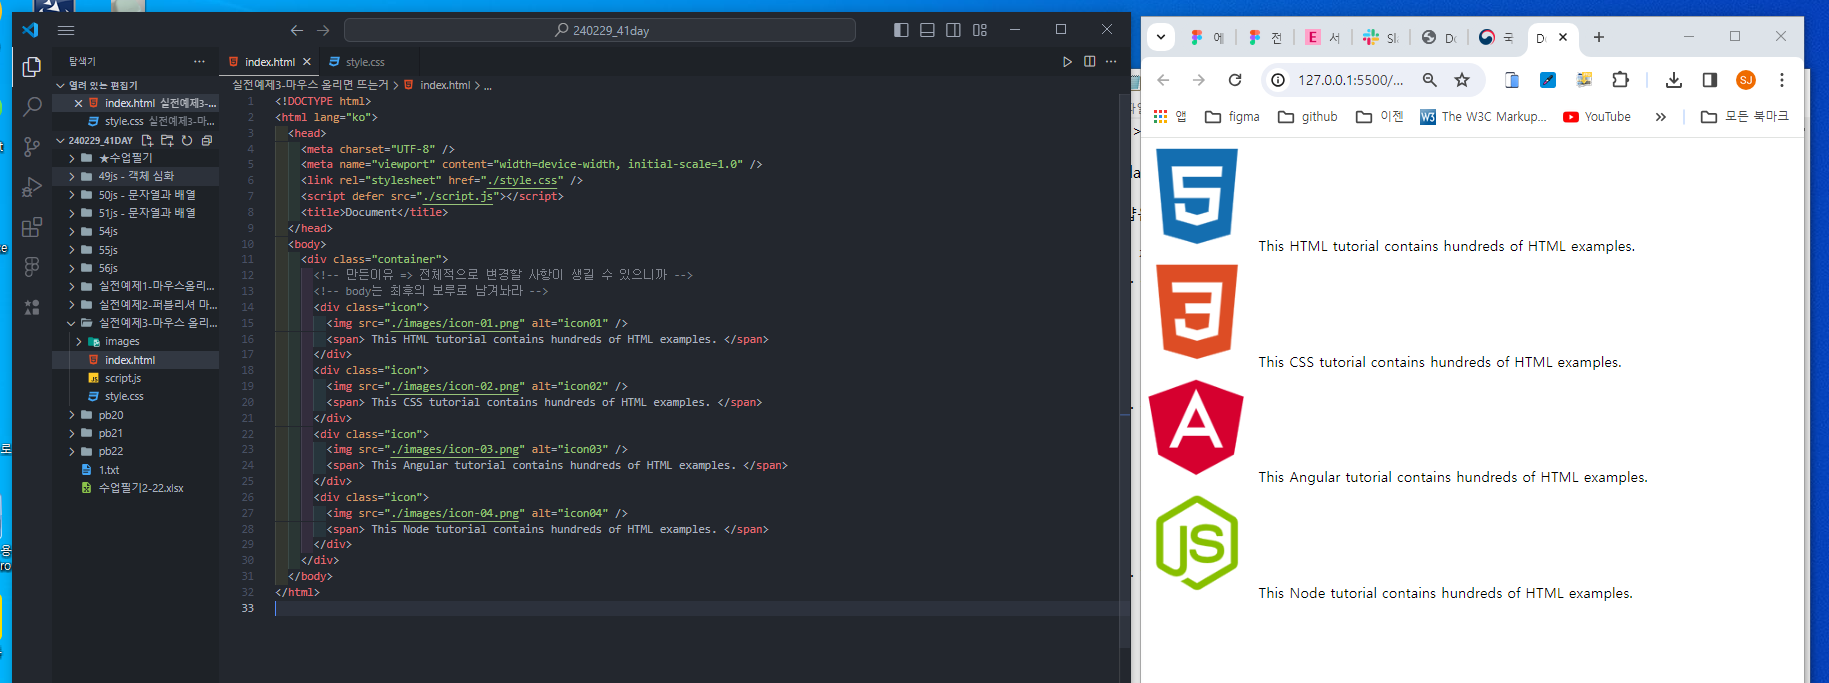 240229_41day
탐색기
index.html
style.css
열려 있는 편집기
index.html 실전예제3-...
style.css 실전예제3-마...
240229_41DAY
★수업필기
49js - 객체 심화
50js - 문자열과 배열
51js - 문자열과 배열
54js
55js
56js
실전예제1-마우스올리...
실전예제2-퍼블리셔 마...
실전예제3-마우스 올리...
images
index.html
script.js
style.css
pb20
pb21
pb22
1.txt
수업필기2-22.xlsx
실전예제3-마우스 올리면 뜨는거 > index.html > ...
1 <!DOCTYPE html>
2 <html lang="ko">
3 <head>
4 <meta charset="UTF-8" />
5 <meta name="viewport" content="width=device-width, initial-scale=1.0" />
6 <link rel="stylesheet" href="./style.css" />
7 <script defer src="./script.js"></script>
8 <title>Document</title>
9 </head>
10 <body>
11 <div class="container">
12 <!-- 만든이유 => 전체적으로 변경할 사항이 생길 수 있으니까 -->
13 <!-- body는 최후의 보루로 남겨놔라 -->
14 <div class="icon">
15 <img src="./images/icon-01.png" alt="icon01" />
16 <span> This HTML tutorial contains hundreds of HTML examples. </span>
17 </div>
18 <div class="icon">
19 <img src="./images/icon-02.png" alt="icon02" />
20 <span> This CSS tutorial contains hundreds of HTML examples. </span>
21 </div>
22 <div class="icon">
23 <img src="./images/icon-03.png" alt="icon03" />
24 <span> This Angular tutorial contains hundreds of HTML examples. </span>
25 </div>
26 <div class="icon">
27 <img src="./images/icon-04.png" alt="icon04" />
28 <span> This Node tutorial contains hundreds of HTML examples. </span>
29 </div>
30 </div>
31 </body>
32 </html>
33
에 전 E 서 Sl Do 국 Do
127.0.0.1:5500/...
SJ
앱 figma github 이젠 W3 The W3C Markup... YouTube » 모든 북마크
5
This HTML tutorial contains hundreds of HTML examples.
3
This CSS tutorial contains hundreds of HTML examples.
A
This Angular tutorial contains hundreds of HTML examples.
JS
This Node tutorial contains hundreds of HTML examples.